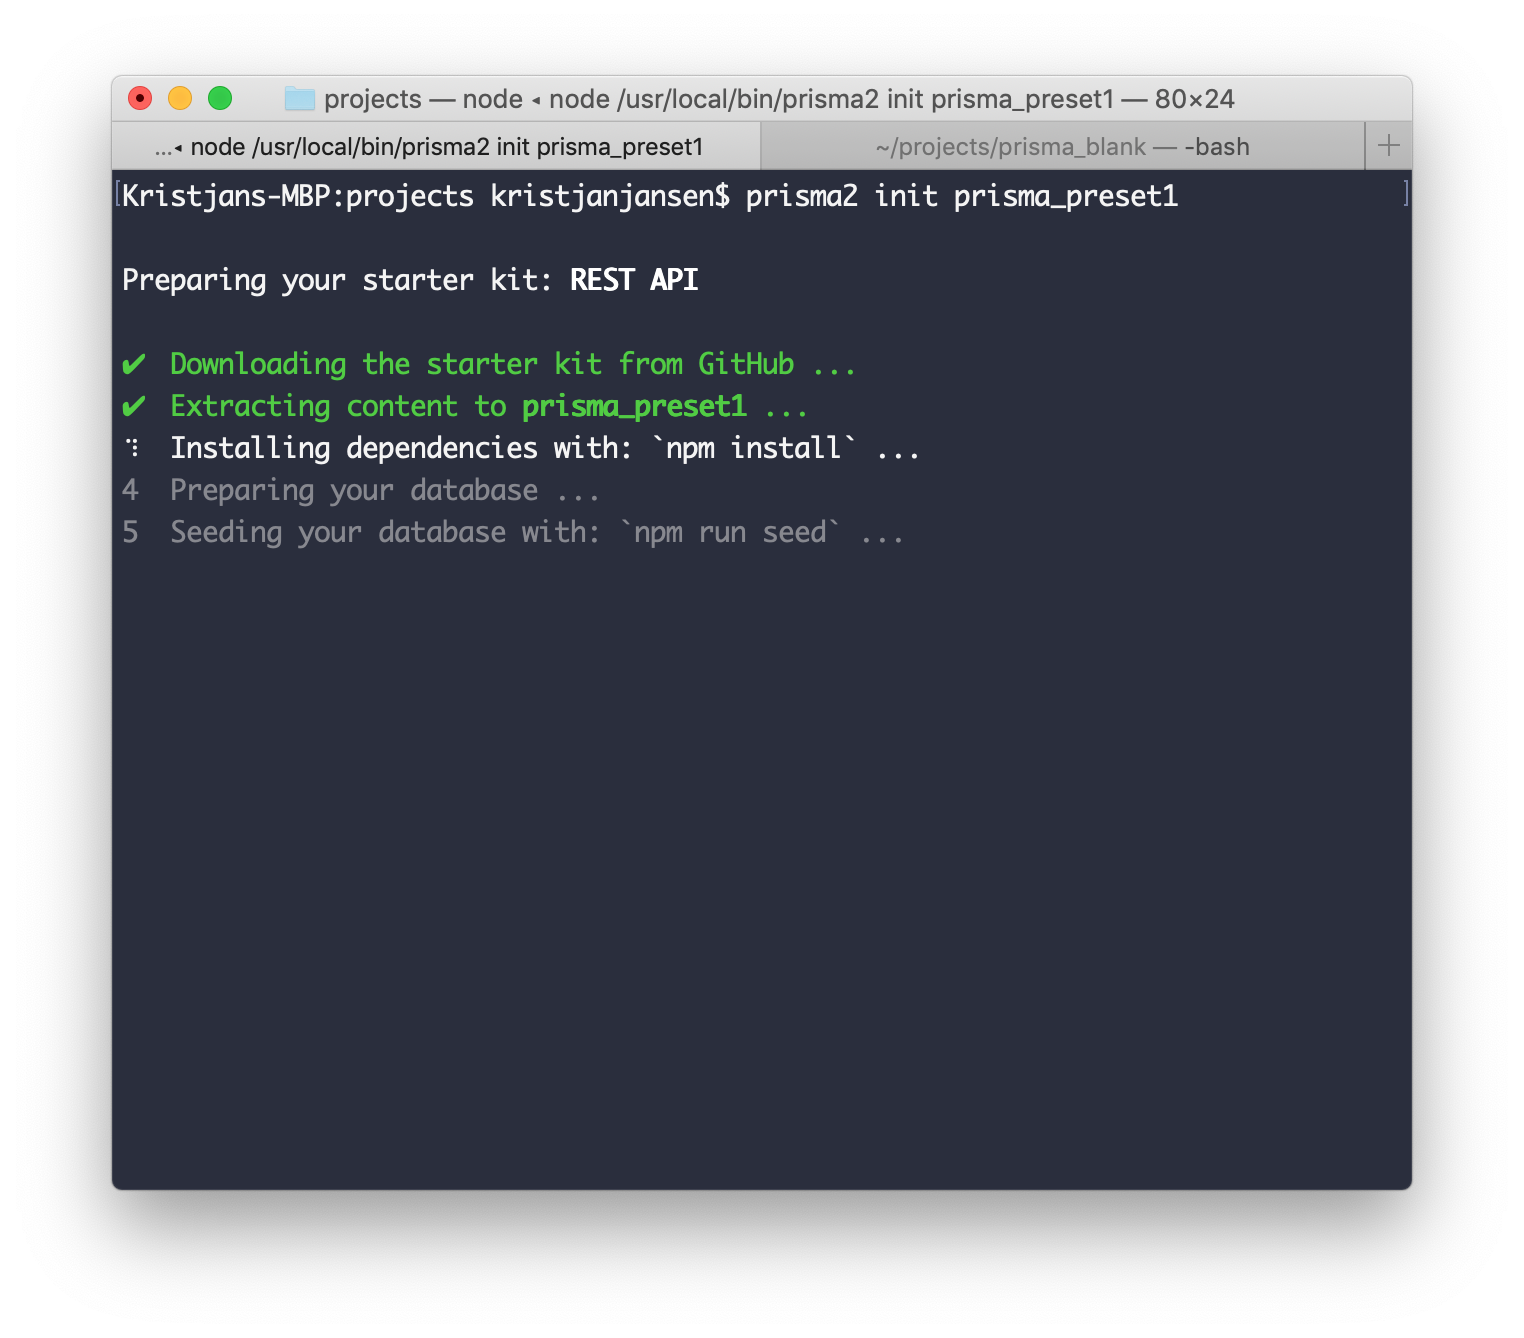 projects — node ◂ node /usr/local/bin/prisma2 init prisma_preset1 — 80×24
...◂ node /usr/local/bin/prisma2 init prisma_preset1
~/projects/prisma_blank — -bash
[Kristjans-MBP:projects kristjanjansen$ prisma2 init prisma_preset1 ]
Preparing your starter kit: REST API
✔ Downloading the starter kit from GitHub ...
✔ Extracting content to prisma_preset1 ...
⠹ Installing dependencies with: `npm install` ...
4 Preparing your database ...
5 Seeding your database with: `npm run seed` ...